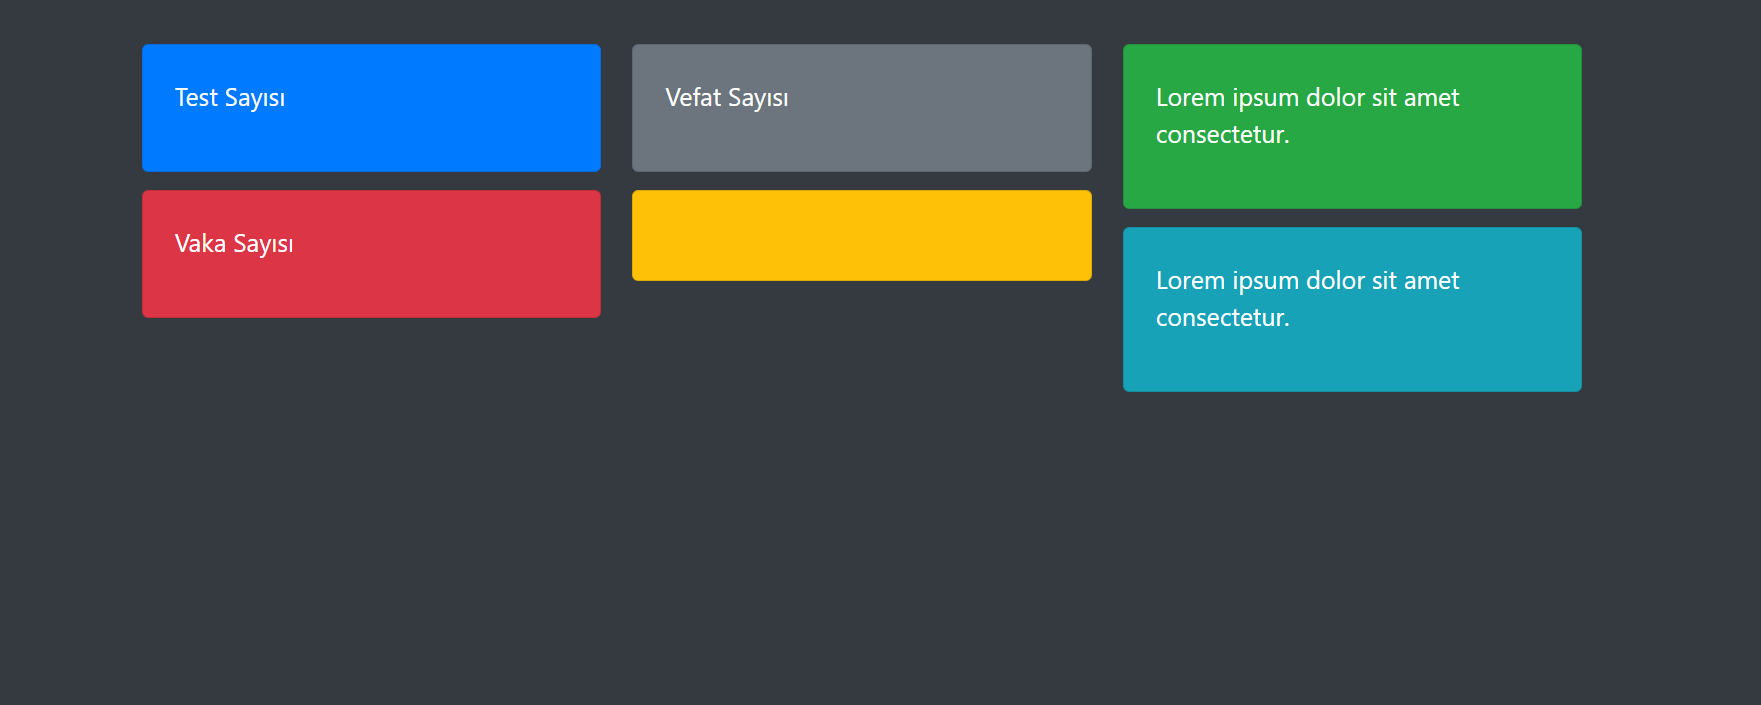 Test Sayısı
Vaka Sayısı
Vefat Sayısı
Lorem ipsum dolor sit amet
consectetur.
Lorem ipsum dolor sit amet
consectetur.